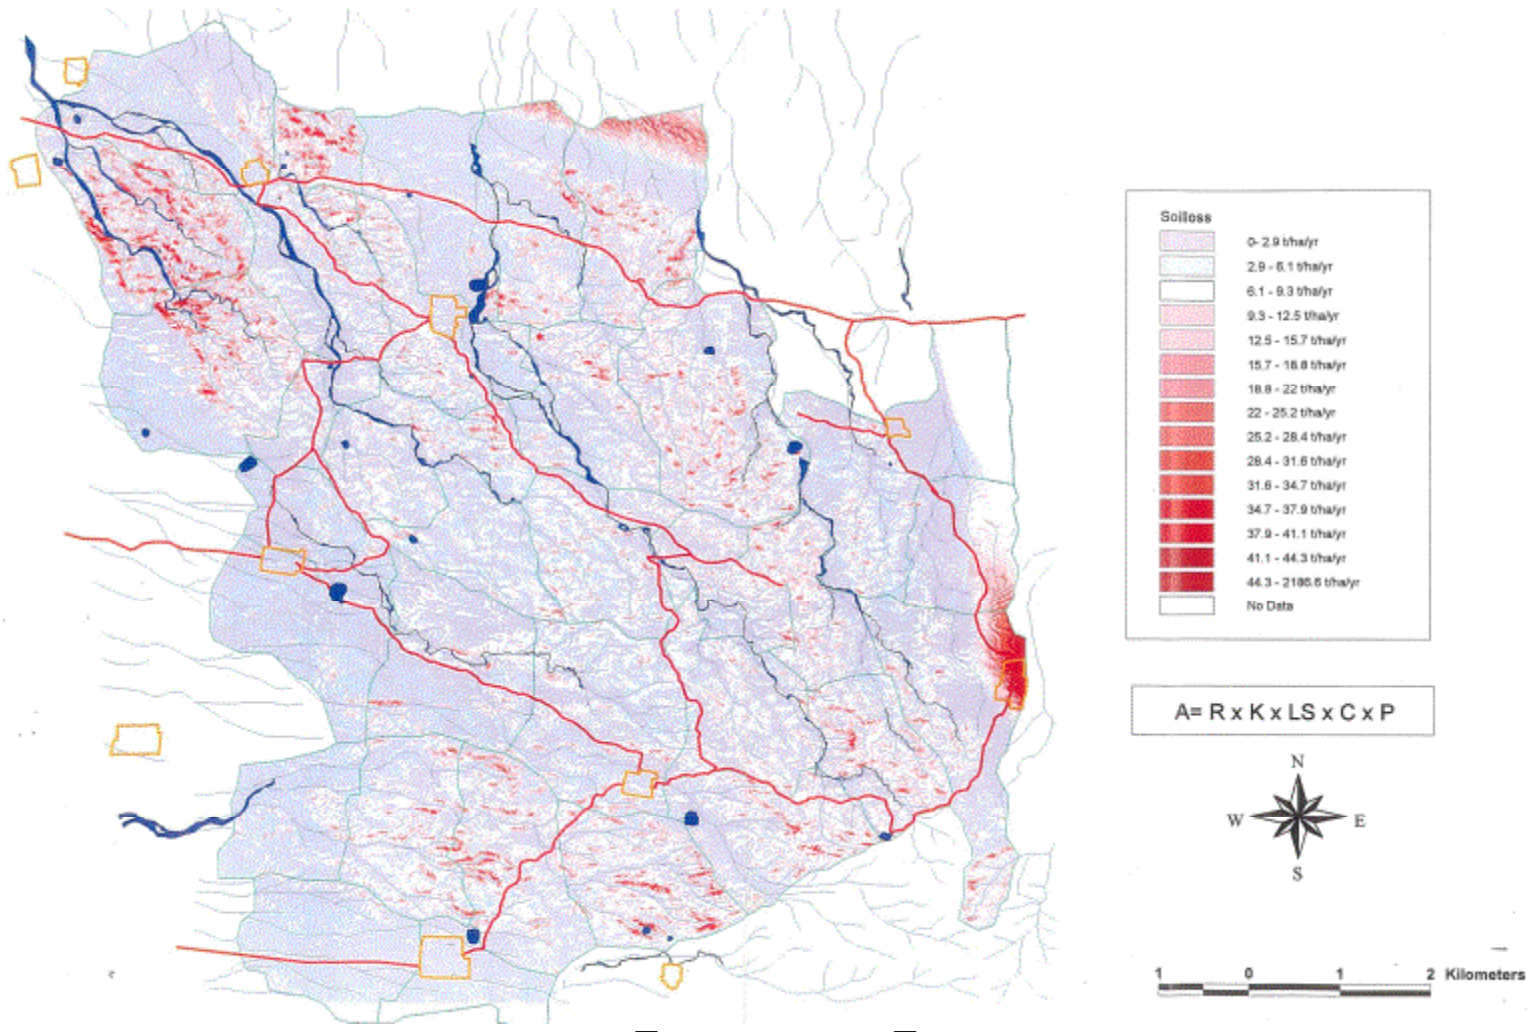 Soilloss
0- 2.9 t/ha/yr
2.9 - 6.1 t/ha/yr
6.1 - 9.3 t/ha/yr
9.3 - 12.5 t/ha/yr
12.5 - 15.7 t/ha/yr
15.7 - 18.8 t/ha/yr
18.8 - 22 t/ha/yr
22 - 25.2 t/ha/yr
25.2 - 28.4 t/ha/yr
28.4 - 31.6 t/ha/yr
31.6 - 34.7 t/ha/yr
34.7 - 37.9 t/ha/yr
37.9 - 41.1 t/ha/yr
41.1 - 44.3 t/ha/yr
44.3 - 2186.6 t/ha/yr
No Data
A= R x K x LS x C x P
N
W E
S
1 0 1 2 Kilometers